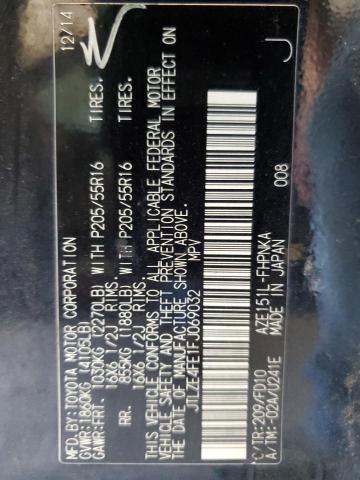 MFD.BY:TOYOTA MOTOR CORPORATION 12/14
GVWR:1860KG(4105LB)
GAWR:FRT. 1030KG(2270LB) WITH P205/55R16 TIRES.
16X6 1/2J RIMS
RR. 855KG(1880LB) WITH P205/55R16 TIRES.
16X6 1/2J RIMS
THIS VEHICLE CONFORMS TO ALL APPLICABLE FEDERAL MOTOR
VEHICLE SAFETY AND THEFT PREVENTION STANDARDS IN EFFECT ON
THE DATE OF MANUFACTURE SHOWN ABOVE.
JTLZE4FE1FJ069032 MPV
C/TR:209/FD10 AZE151L-FHPNKA 008 J
A/TM:-02A/U241E MADE IN JAPAN